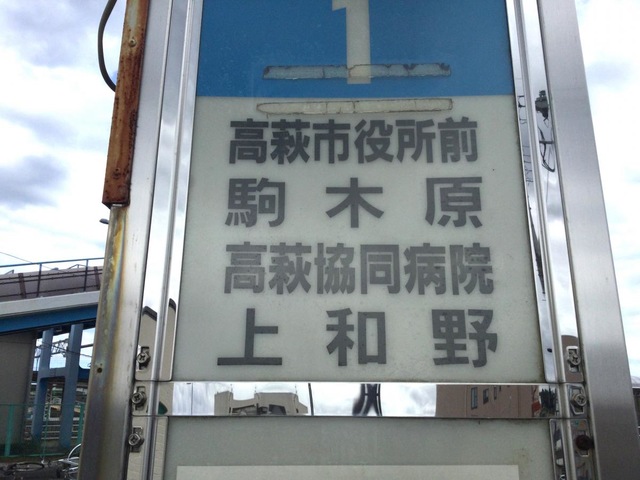 1
高萩市役所前
駒木原
高萩協同病院
上和野